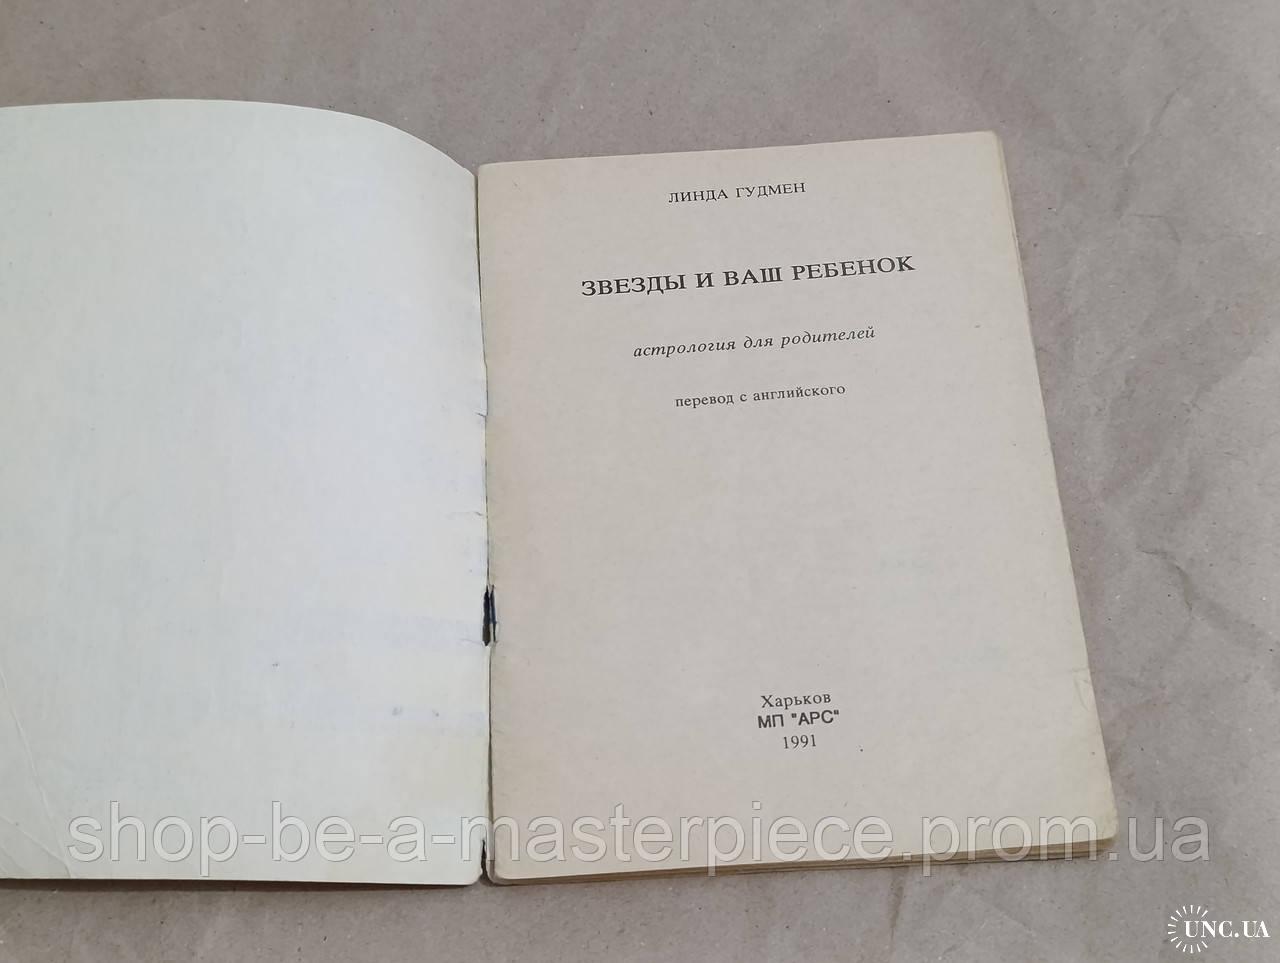 ЛИНДА ГУДМЕН
ЗВЕЗДЫ И ВАШ РЕБЕНОК
астрология для родителей
перевод с английского
Харьков
МП "АРС"
1991
shop-be-a-masterpiece.prom.ua
UNC.UA